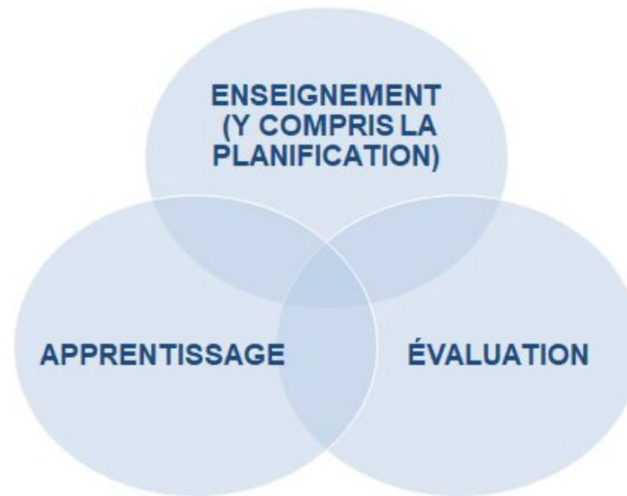 ENSEIGNEMENT
(Y COMPRIS LA
PLANIFICATION)
APPRENTISSAGE
ÉVALUATION